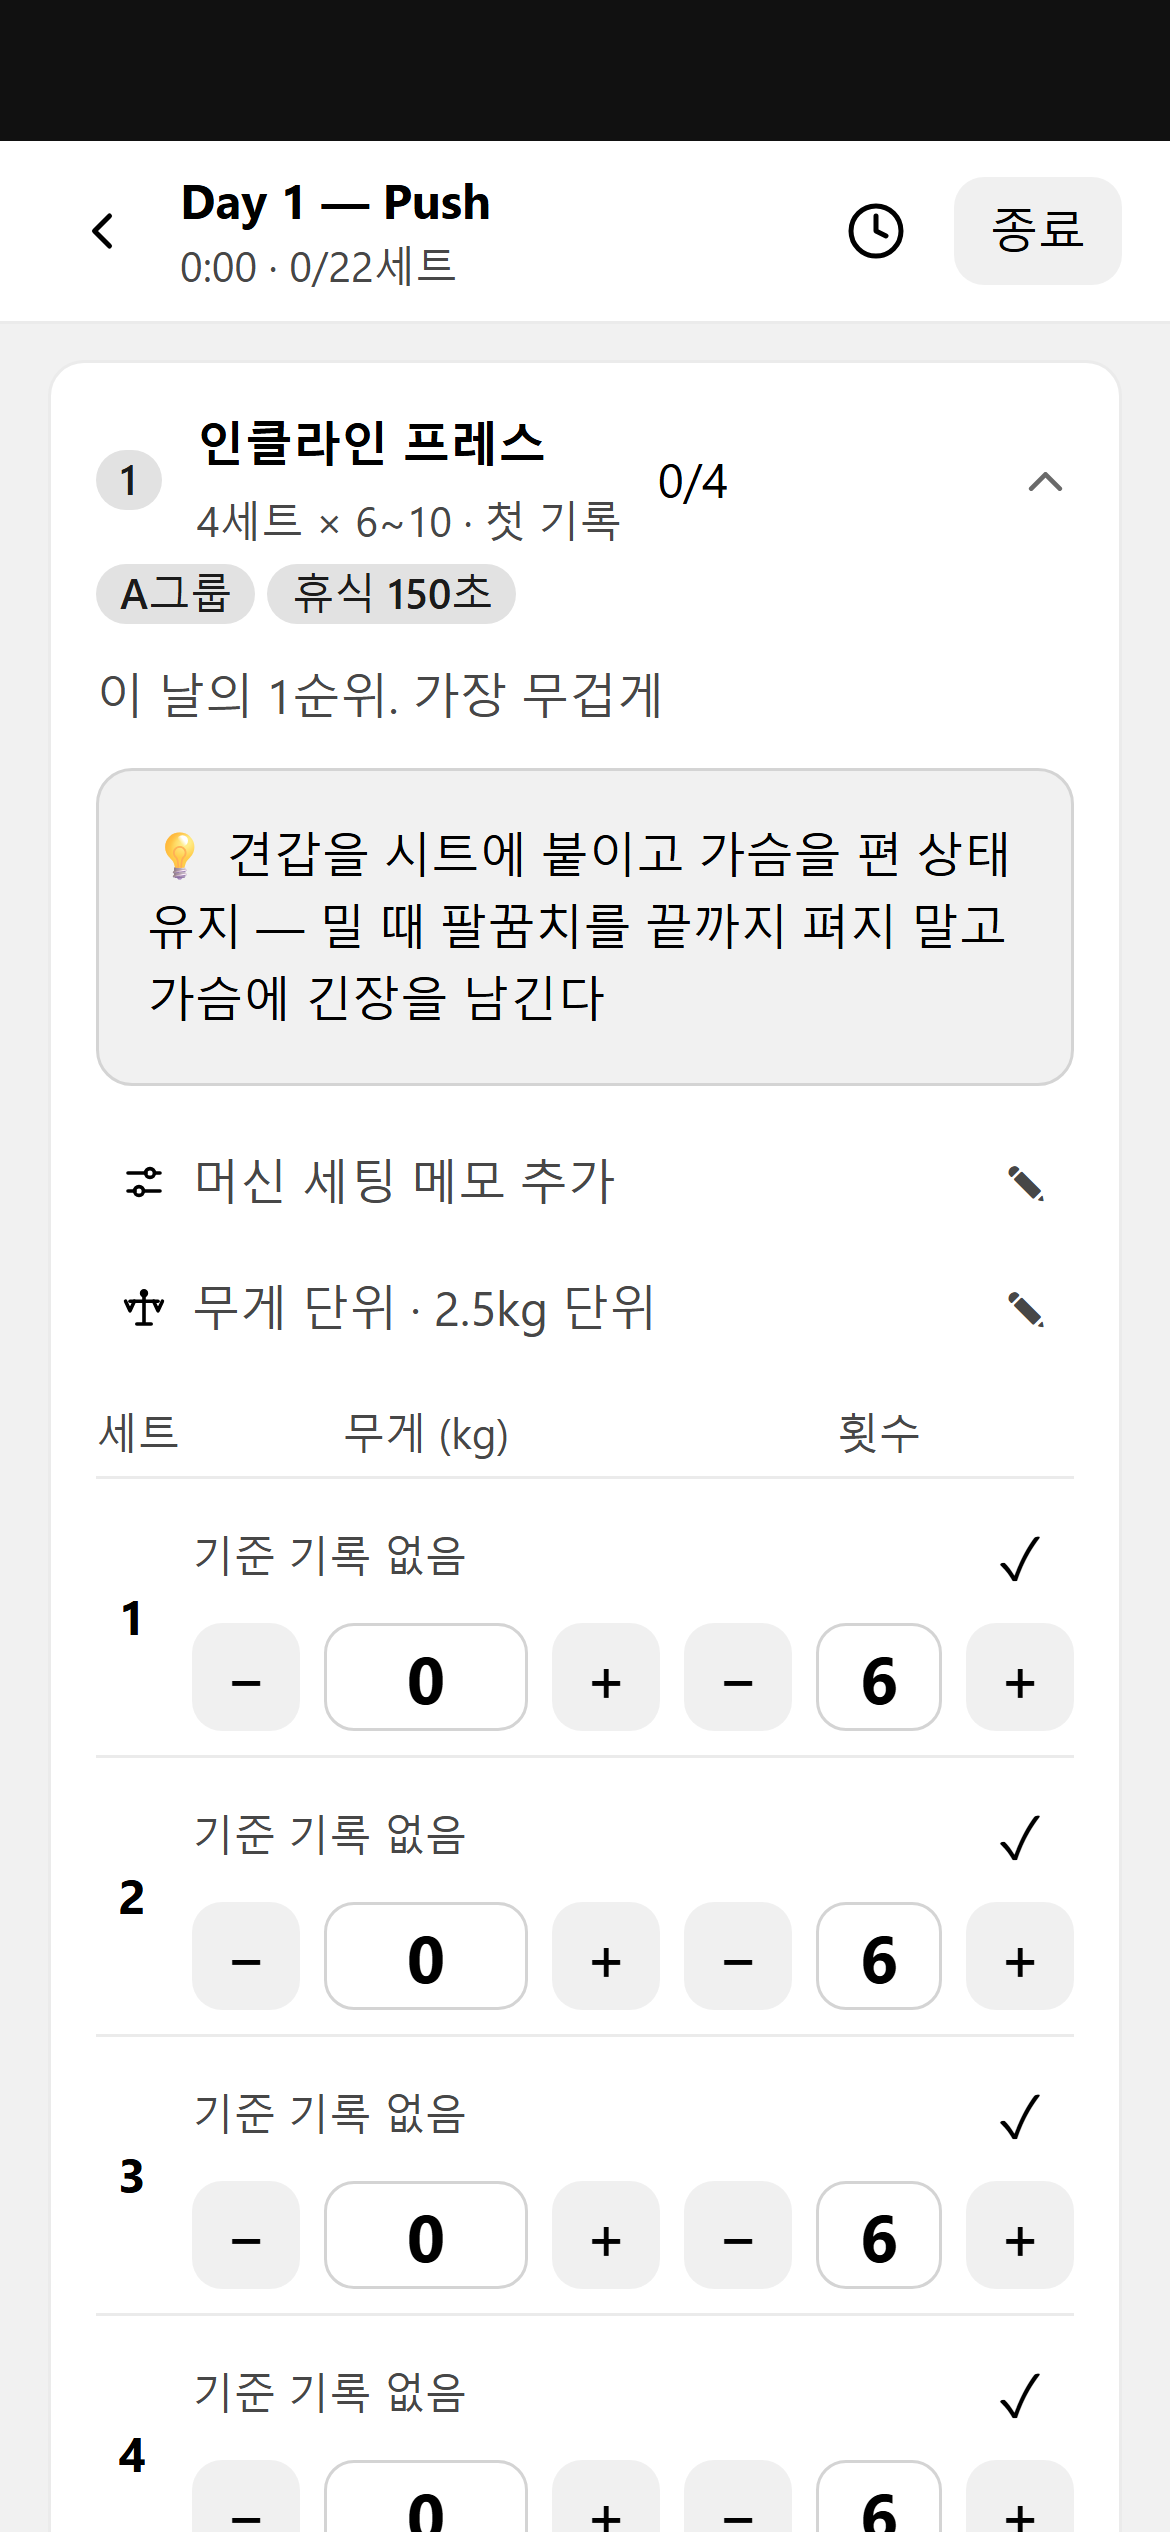 Day 1 — Push
0:00 · 0/22세트
종료
1
인클라인 프레스
4세트 × 6~10 · 첫 기록
0/4
A그룹
휴식 150초
이 날의 1순위. 가장 무겁게
💡 견갑을 시트에 붙이고 가슴을 편 상태
유지 — 밀 때 팔꿈치를 끝까지 펴지 말고
가슴에 긴장을 남긴다
머신 세팅 메모 추가
무게 단위 · 2.5kg 단위
세트 무게 (kg) 횟수
기준 기록 없음 ✓
1
− 0 + − 6 +
기준 기록 없음 ✓
2
− 0 + − 6 +
기준 기록 없음 ✓
3
− 0 + − 6 +
기준 기록 없음 ✓
4
− 0 + − 6 +